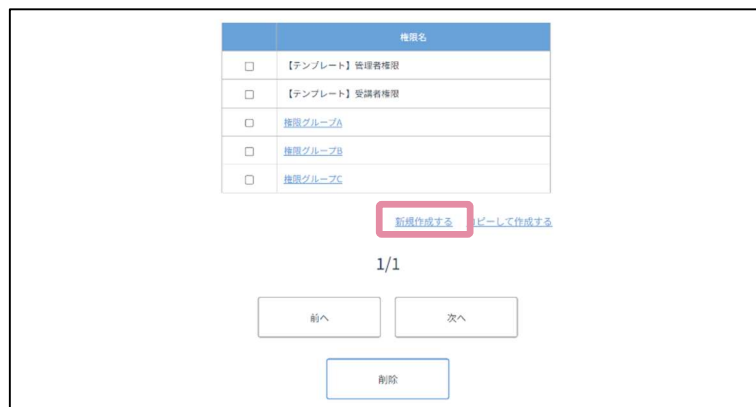 権限名
【テンプレート】管理者権限
【テンプレート】受講者権限
権限グループA
権限グループB
権限グループC
新規作成する ピーして作成する
1/1
前へ 次へ
削除